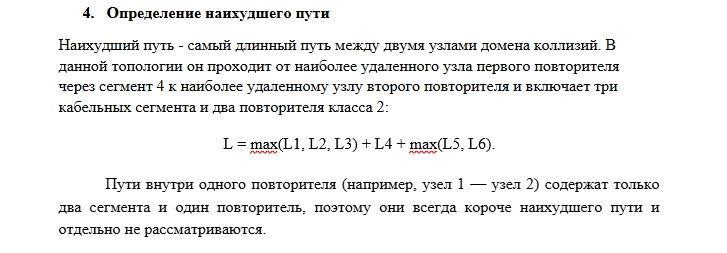 4. Определение наихудшего пути
Наихудший путь - самый длинный путь между двумя узлами домена коллизий. В
данной топологии он проходит от наиболее удаленного узла первого повторителя
через сегмент 4 к наиболее удаленному узлу второго повторителя и включает три
кабельных сегмента и два повторителя класса 2:
L = max(L1, L2, L3) + L4 + max(L5, L6).
Пути внутри одного повторителя (например, узел 1 — узел 2) содержат только
два сегмента и один повторитель, поэтому они всегда короче наихудшего пути и
отдельно не рассматриваются.